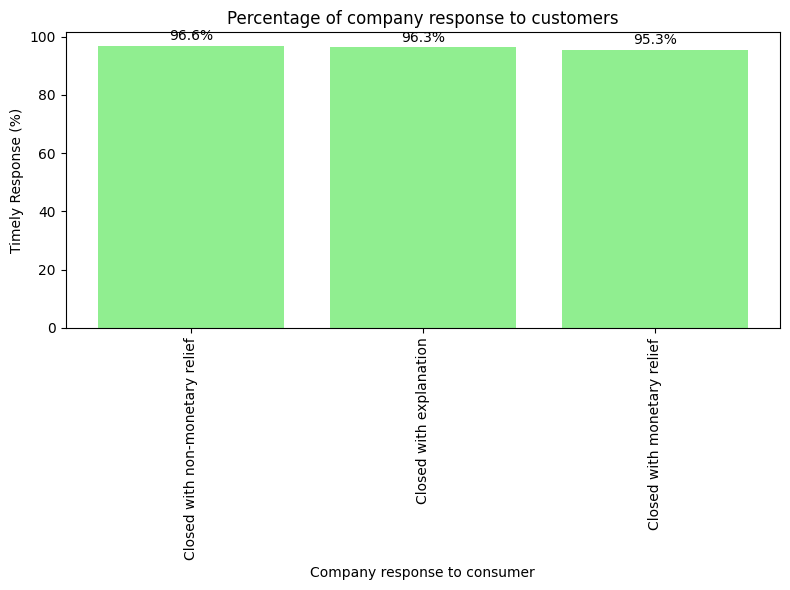 Percentage of company response to customers
96.6%
96.3%
95.3%
100
80
60
40
20
0
Timely Response (%)
Closed with non-monetary relief
Closed with explanation
Closed with monetary relief
Company response to consumer